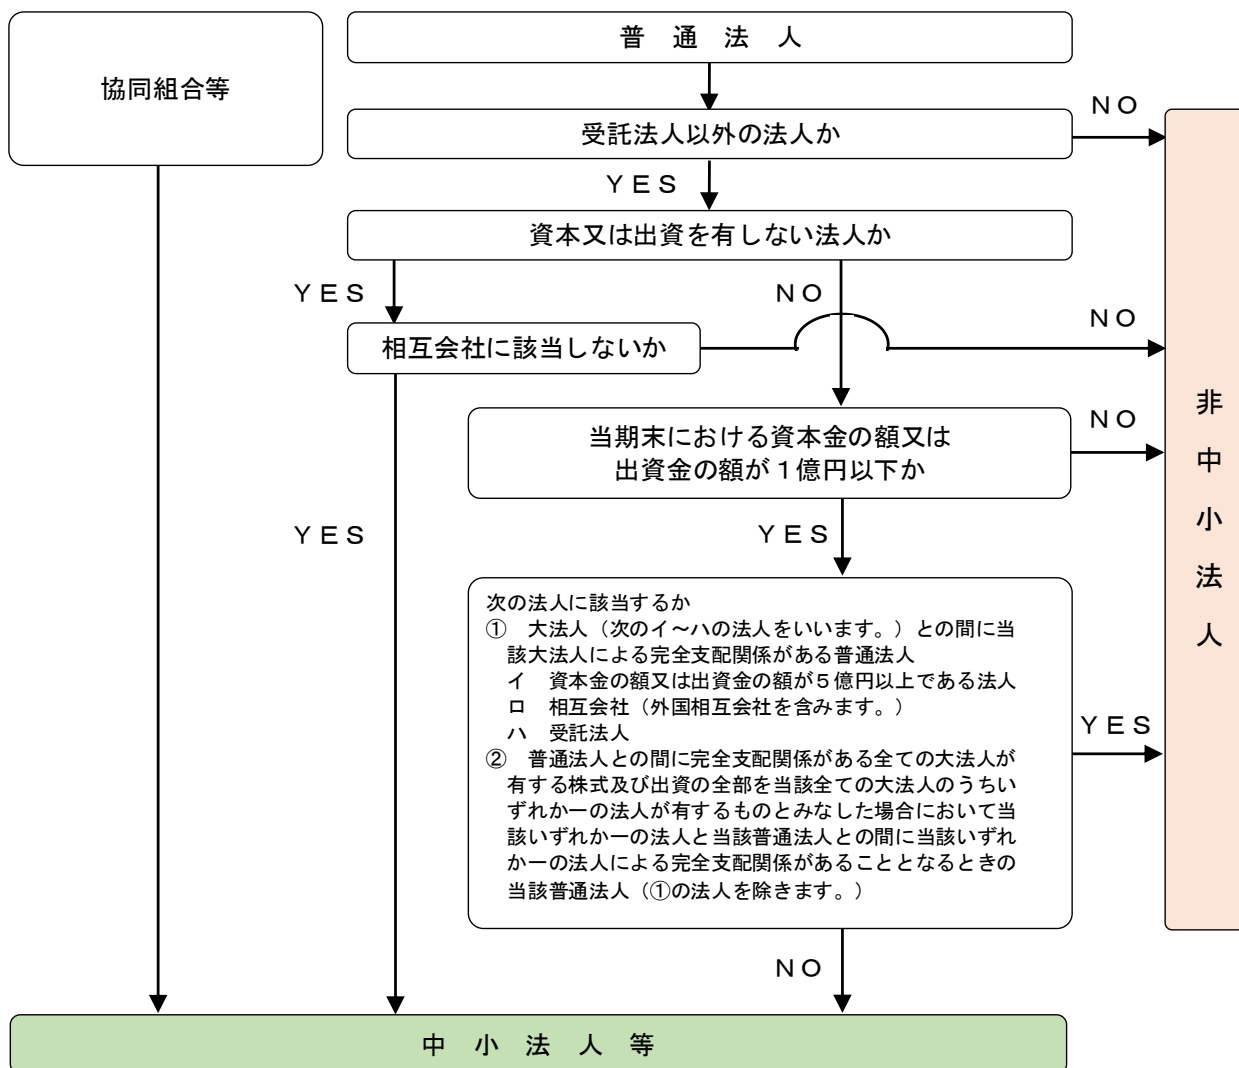 協同組合等
普通法人
受託法人以外の法人か
NO
YES
資本又は出資を有しない法人か
YES
NO
相互会社に該当しないか
NO
当期末における資本金の額又は
出資金の額が1億円以下か
NO
YES
YES
次の法人に該当するか
① 大法人(次のイ~ハの法人をいいます。)との間に当
該大法人による完全支配関係がある普通法人
イ 資本金の額又は出資金の額が5億円以上である法人
ロ 相互会社(外国相互会社を含みます。)
ハ 受託法人
② 普通法人との間に完全支配関係がある全ての大法人が
有する株式及び出資の全部を当該全ての大法人のうちい
ずれか一の法人が有するものとみなした場合において当
該いずれか一の法人と当該普通法人との間に当該いずれ
か一の法人による完全支配関係があることとなるときの
当該普通法人(①の法人を除きます。)
YES
NO
非中小法人
中小法人等